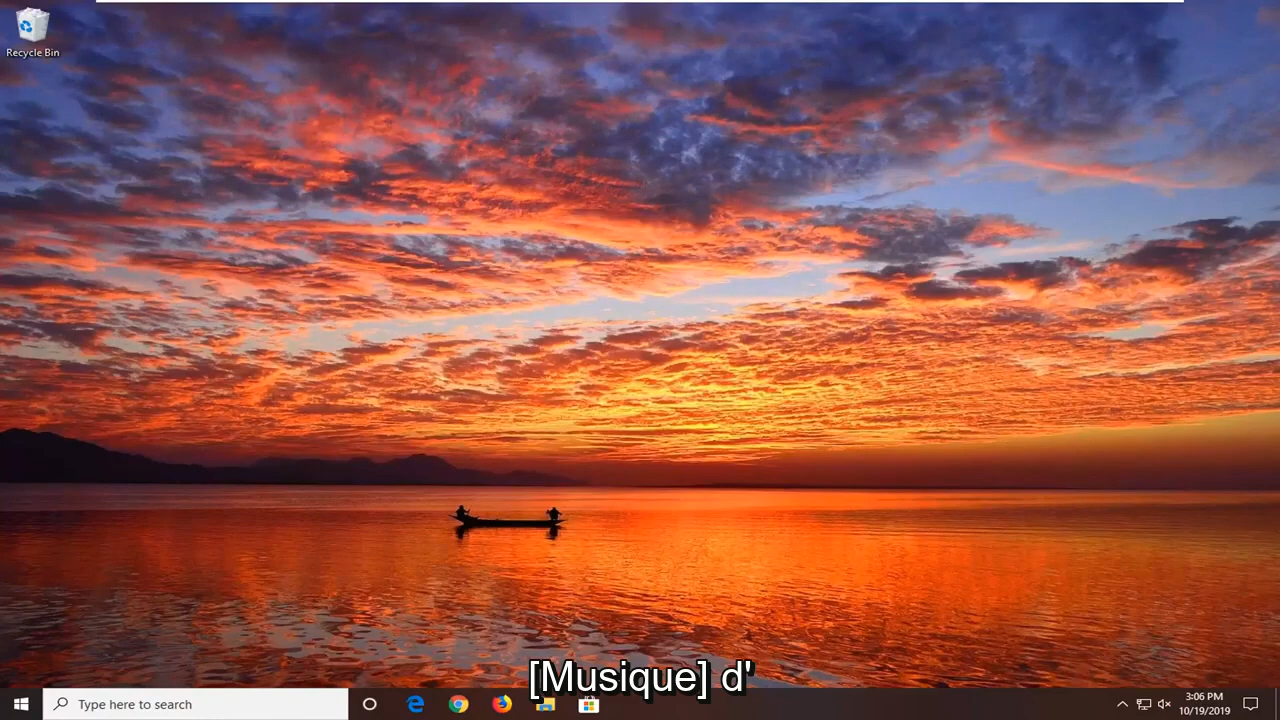 Recycle Bin
[Musique] d'
Type here to search
3:06 PM
10/19/2019